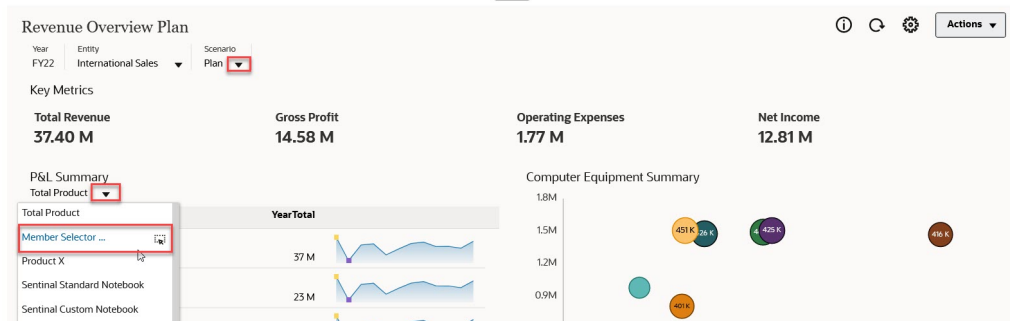 Revenue Overview Plan
Actions
Year Entity Scenario
FY22 International Sales Plan
Key Metrics
Total Revenue Gross Profit Operating Expenses Net Income
37.40 M 14.58 M 1.77 M 12.81 M
P&L Summary
Total Product
Total Product
Member Selector ...
Product X
Sentinal Standard Notebook
Sentinal Custom Notebook
YearTotal
37 M
23 M
Computer Equipment Summary
1.8M
1.5M
1.2M
0.9M
451 K 26 K 425 K 416 K
401 K